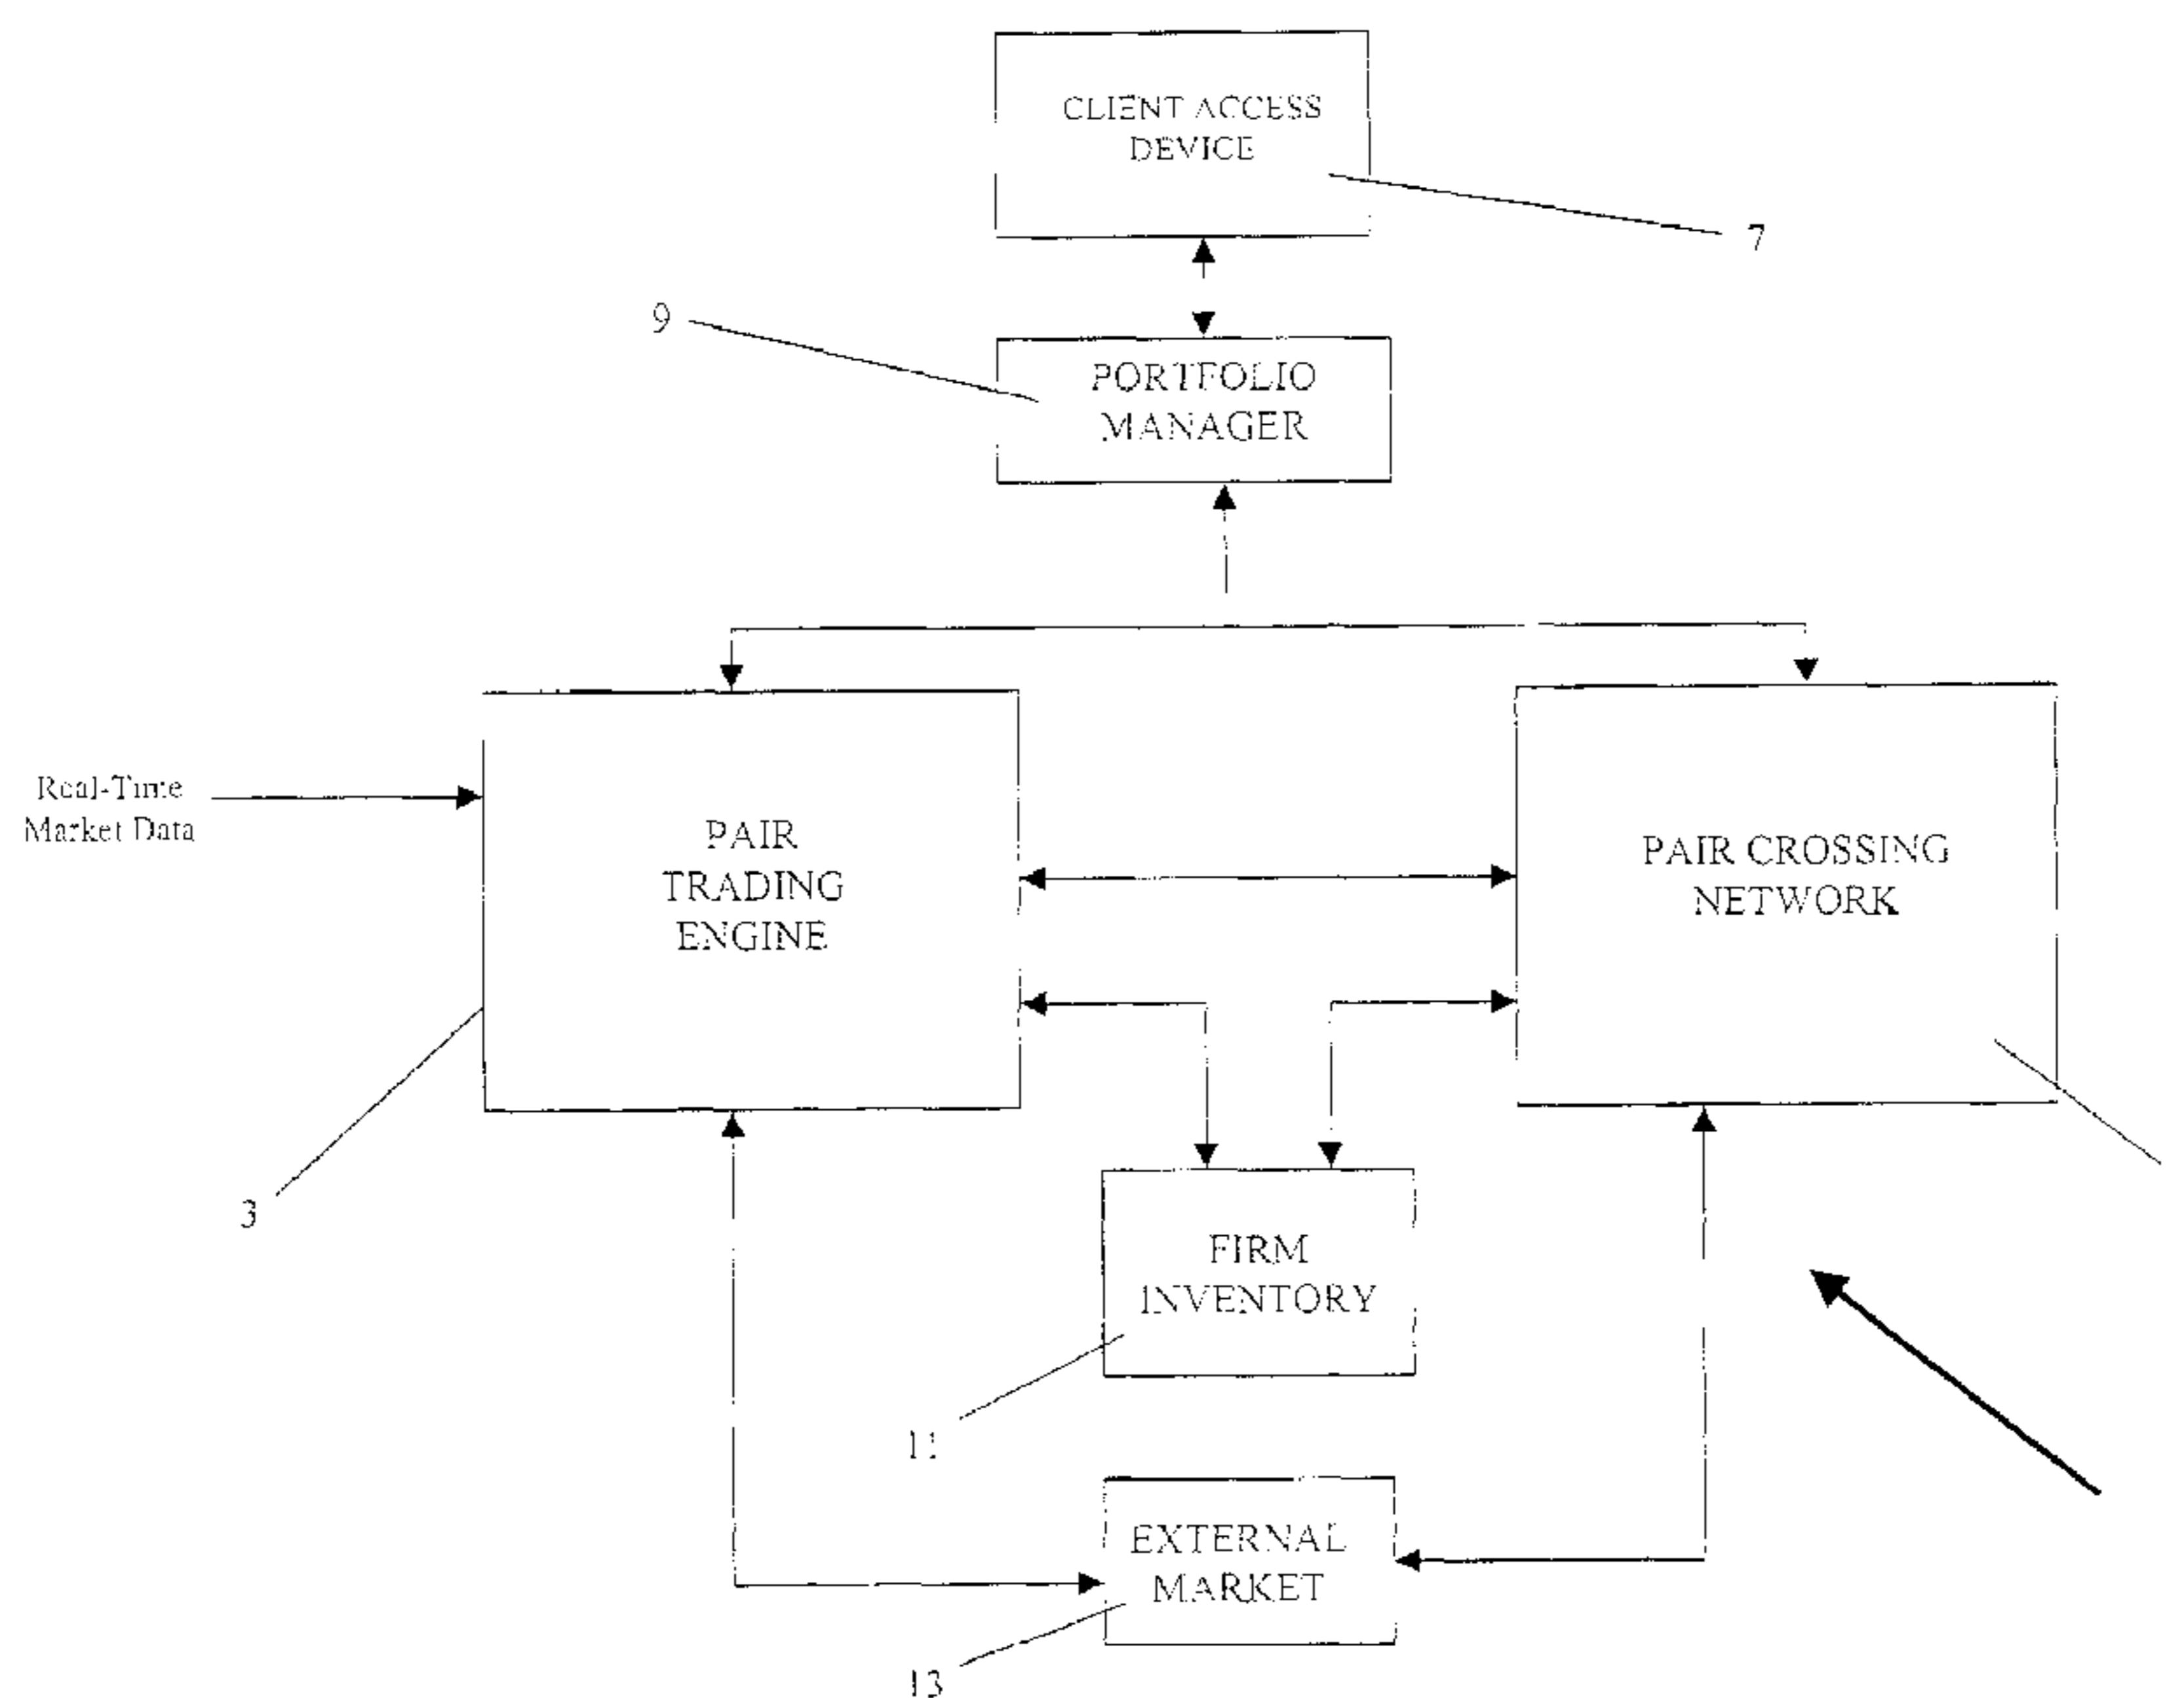 CLIENT ACCESS
DEVICE
7
9
PORTFOLIO
MANAGER
Real-Time
Market Data
PAIR
TRADING
ENGINE
PAIR CROSSING
NETWORK
3
FIRM
INVENTORY
11
EXTERNAL
MARKET
13